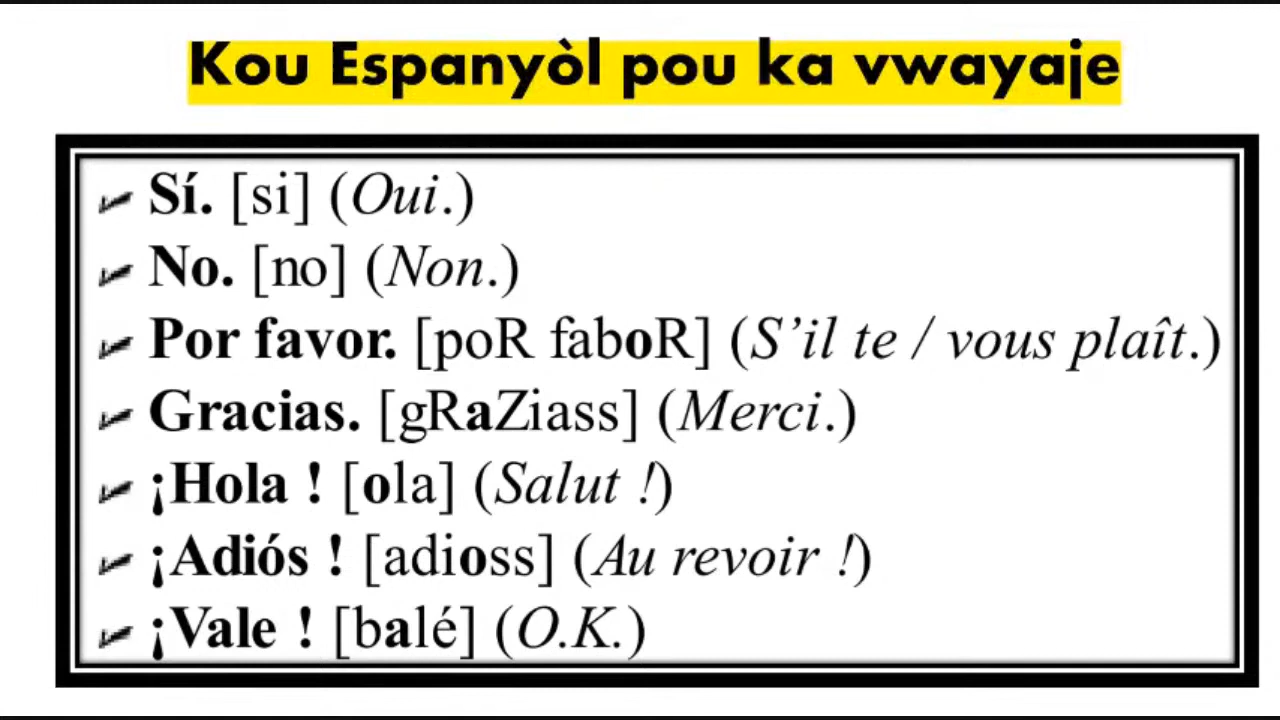 Kou Espanyòl pou ka vwayaje
Sí. [si] (Oui.)
No. [no] (Non.)
Por favor. [poR faboR] (S’il te / vous plaît.)
Gracias. [gRaZiass] (Merci.)
¡Hola ! [ola] (Salut !)
¡Adiós ! [adioss] (Au revoir !)
¡Vale ! [balé] (O.K.)